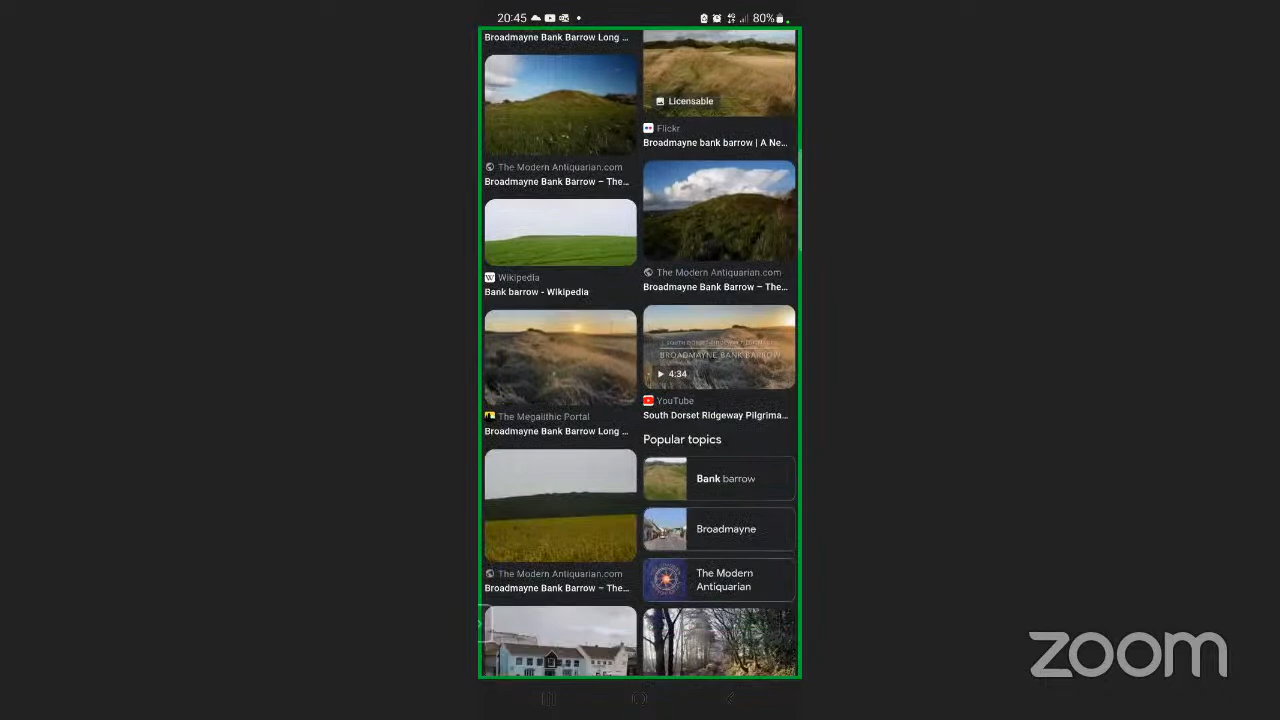 20:45
80%
Broadmayne Bank Barrow Long ...
The Modern Antiquarian.com
Broadmayne Bank Barrow – The...
Wikipedia
Bank barrow - Wikipedia
The Megalithic Portal
Broadmayne Bank Barrow Long ...
The Modern Antiquarian.com
Broadmayne Bank Barrow – The...
Licensable
Flickr
Broadmayne bank barrow | A Ne...
The Modern Antiquarian.com
Broadmayne Bank Barrow – The...
BROADMAYNE BANK BARROW
4:34
YouTube
South Dorset Ridgeway Pilgrima...
Popular topics
Bank barrow
Broadmayne
The Modern
Antiquarian
zoom